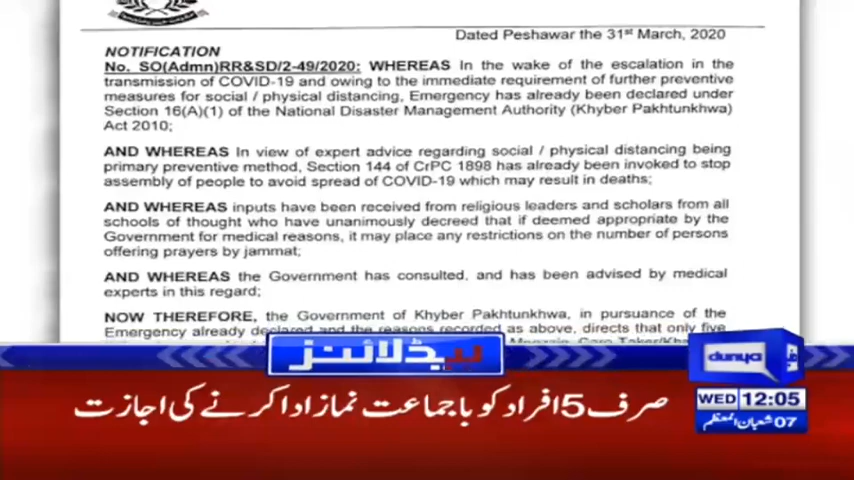 Dated Peshawar the 31st March, 2020
NOTIFICATION
No. SO(Admn)RR&SD/2-49/2020; WHEREAS In the wake of the escalation in the
transmission of COVID-19 and owing to the immediate requirement of further preventive
measures for social / physical distancing, Emergency has already been declared under
Section 16(A)(1) of the National Disaster Management Authority (Khyber Pakhtunkhwa)
Act 2010;
AND WHEREAS In view of expert advice regarding social / physical distancing being
primary preventive method, Section 144 of CrPC 1898 has already been invoked to stop
assembly of people to avoid spread of COVID-19 which may result in deaths;
AND WHEREAS inputs have been received from religious leaders and scholars from all
schools of thought who have unanimously decreed that if deemed appropriate by the
Government for medical reasons, it may place any restrictions on the number of persons
offering prayers by jammat;
AND WHEREAS the Government has consulted, and has been advised by medical
experts in this regard;
NOW THEREFORE, the Government of Khyber Pakhtunkhwa, in pursuance of the
Emergency already declared and the reasons recorded as above, directs that only five
ہیڈلائنز
dunya
WED 12:05
07 شعبان المعظم
صرف 5 افراد کو باجماعت نماز ادا کرنے کی اجازت